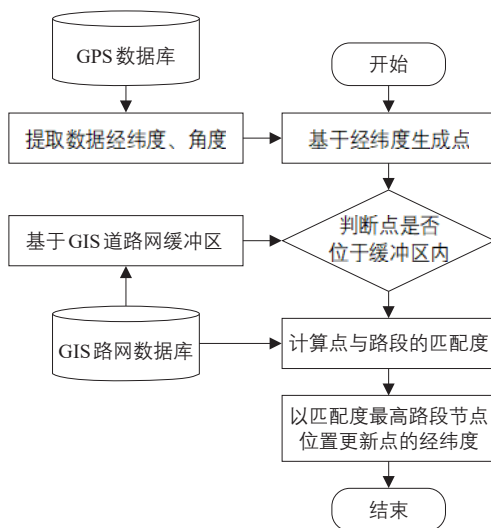 GPS数据库
开始
提取数据经纬度、角度
基于经纬度生成点
基于GIS道路网缓冲区
判断点是否
位于缓冲区内
GIS路网数据库
计算点与路段的匹配度
以匹配度最高路段节点
位置更新点的经纬度
结束